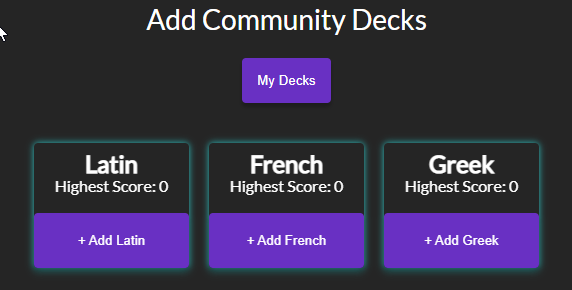 Add Community Decks
My Decks
Latin
Highest Score: 0
+ Add Latin
French
Highest Score: 0
+ Add French
Greek
Highest Score: 0
+ Add Greek